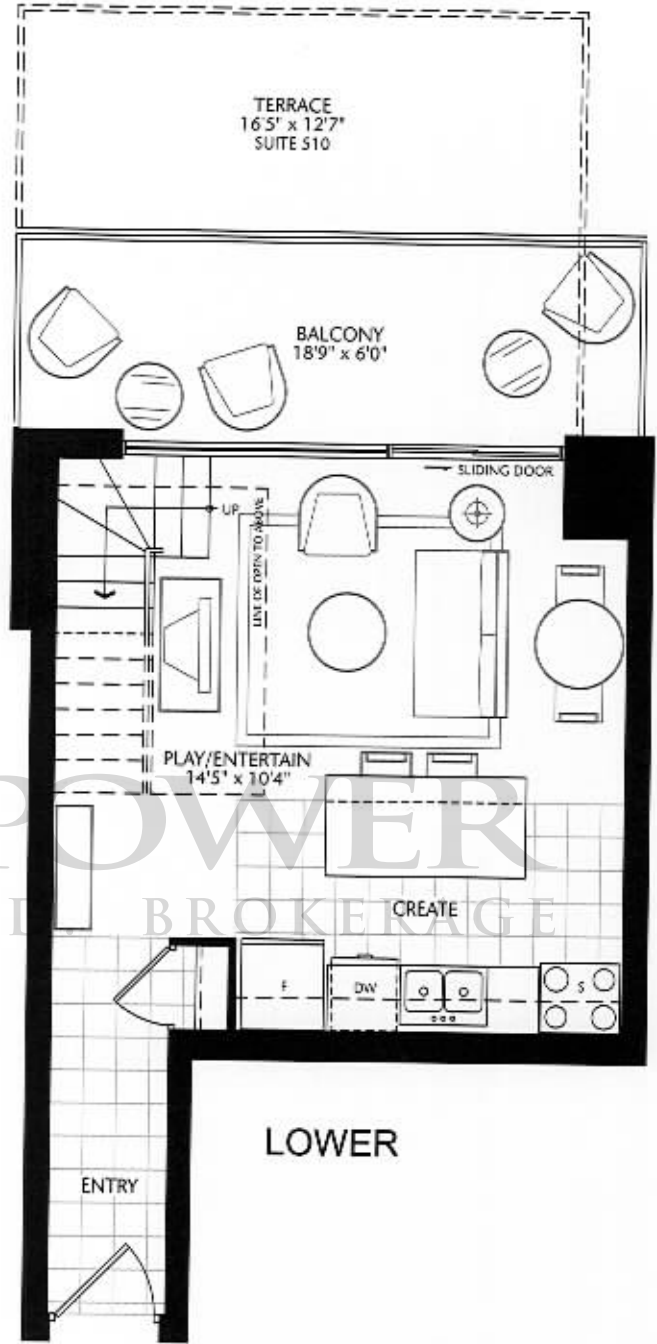 TERRACE
16'5" x 12'7"
SUITE 510
BALCONY
18'9" x 6'0"
SLIDING DOOR
UP
LINE OF OPEN TO ABOVE
PLAY/ENTERTAIN
14'5" x 10'4"
POWER
CREATE
D. BROKERAGE
F
DW
S
LOWER
ENTRY